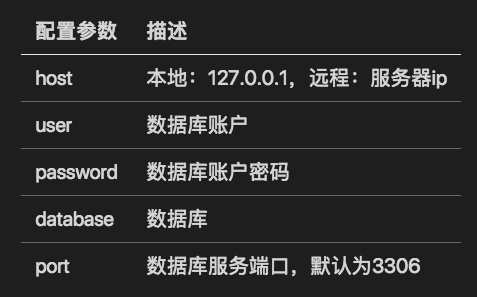 配置参数 描述
host 本地：127.0.0.1，远程：服务器ip
user 数据库账户
password 数据库账户密码
database 数据库
port 数据库服务端口，默认为3306